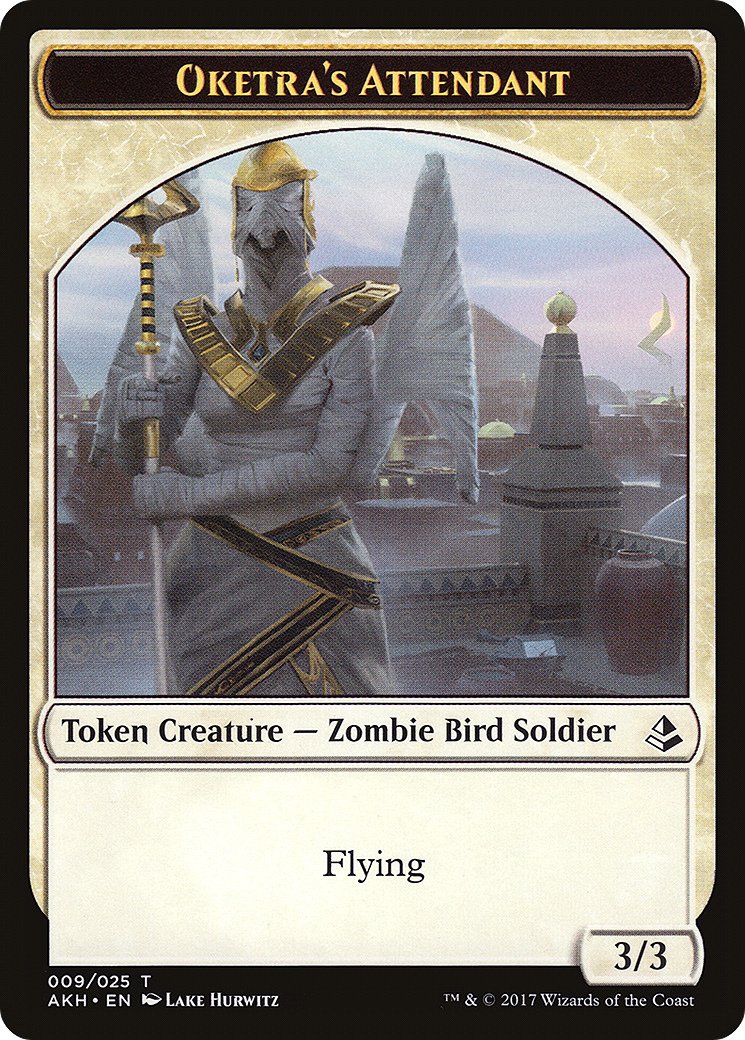 OKETRA'S ATTENDANT
Token Creature — Zombie Bird Soldier
Flying
3/3
009/025 T
AKH • EN LAKE HURWITZ
™ & © 2017 Wizards of the Coast